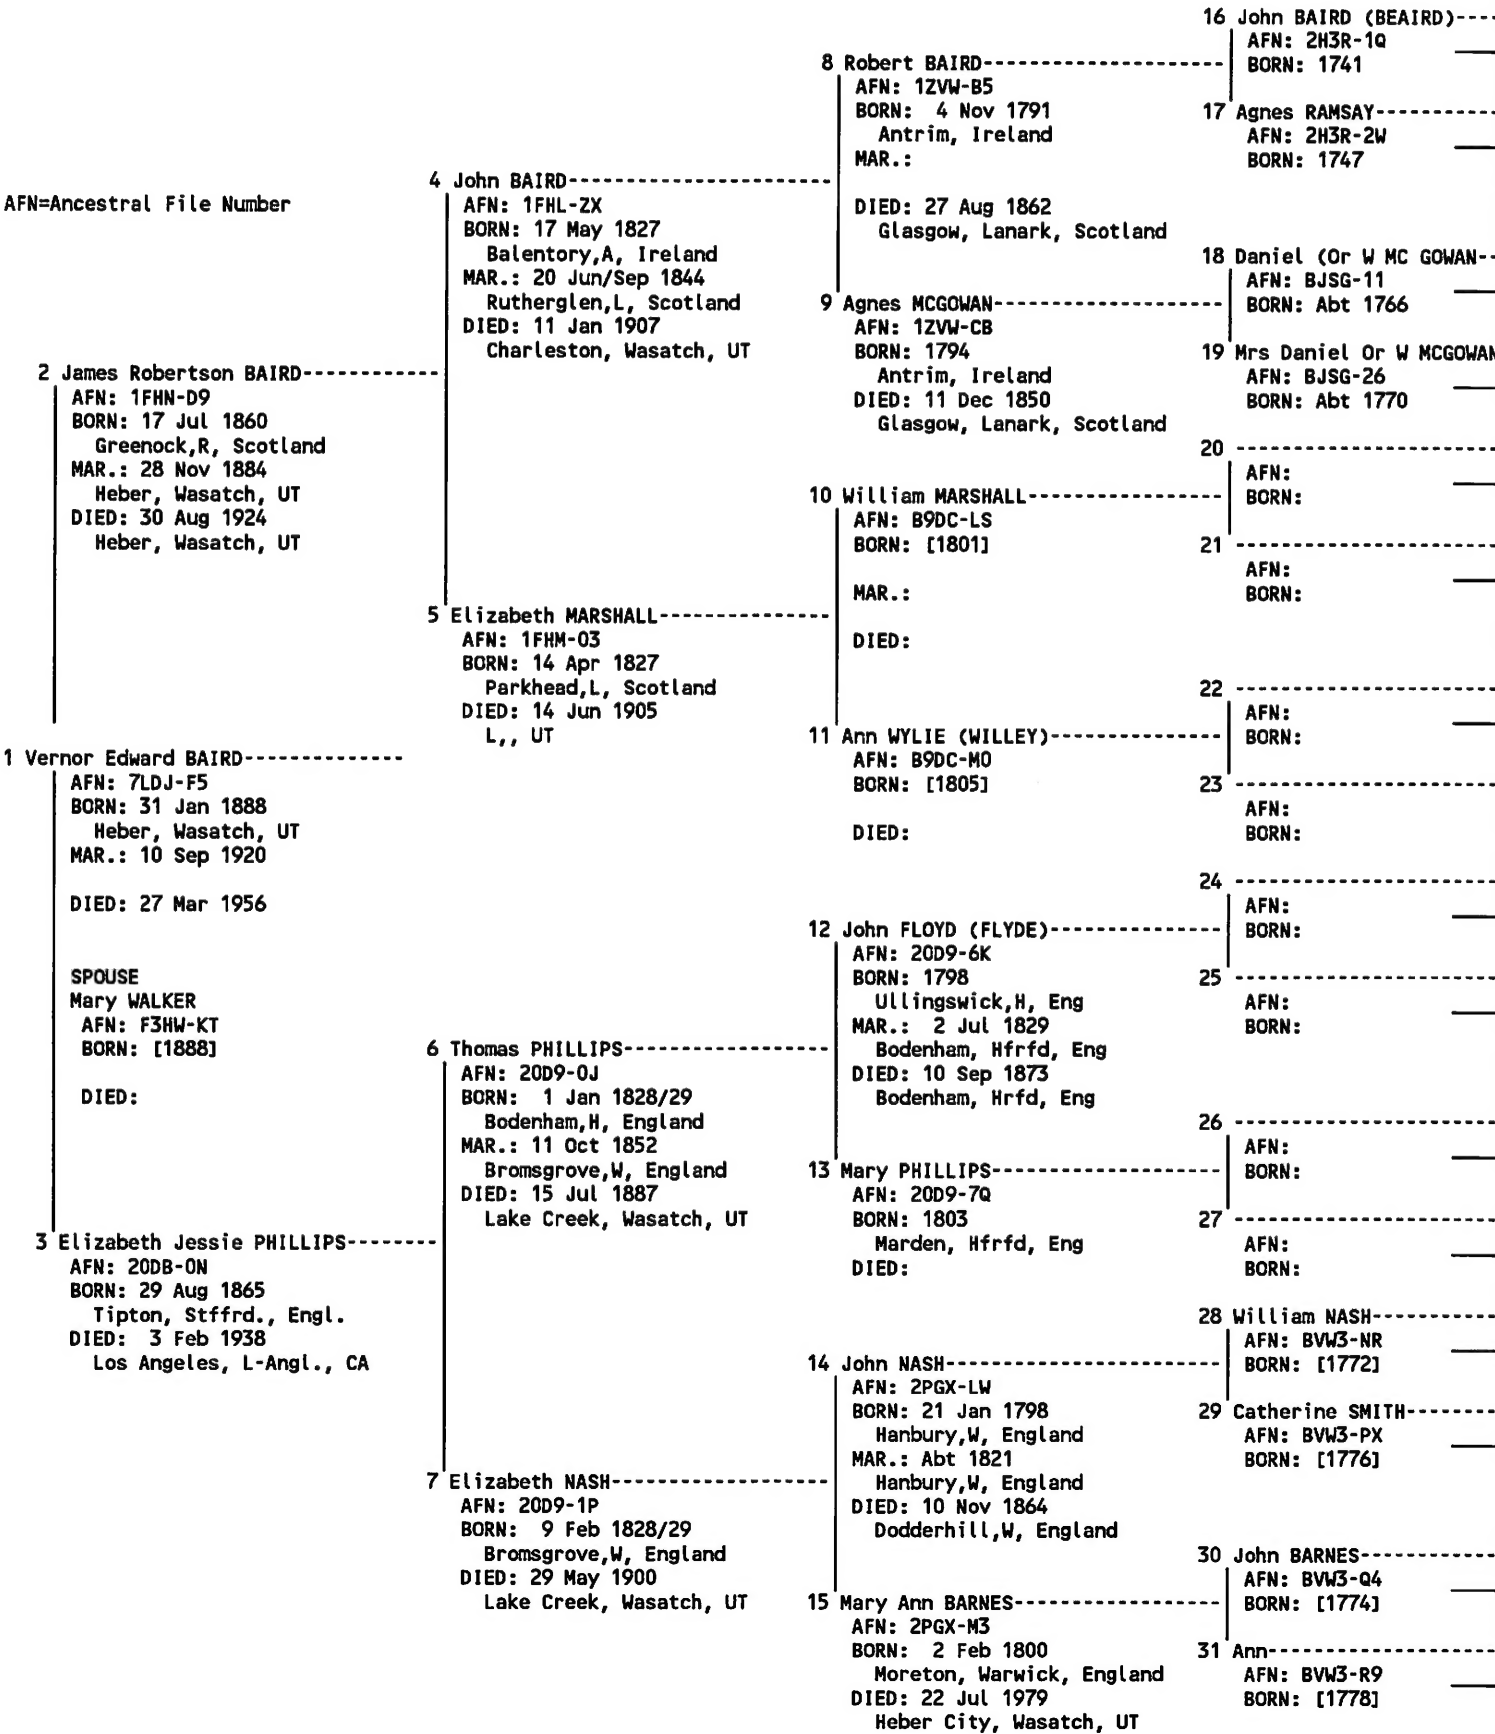 AFN=Ancestral File Number
1 Vernor Edward BAIRD--------------
AFN: 7LDJ-F5
BORN: 31 Jan 1888
Heber, Wasatch, UT
MAR.: 10 Sep 1920
DIED: 27 Mar 1956
SPOUSE
Mary WALKER
AFN: F3HW-KT
BORN: [1888]
DIED:
2 James Robertson BAIRD------------
AFN: 1FHN-D9
BORN: 17 Jul 1860
Greenock,R, Scotland
MAR.: 28 Nov 1884
Heber, Wasatch, UT
DIED: 30 Aug 1924
Heber, Wasatch, UT
3 Elizabeth Jessie PHILLIPS--------
AFN: 20DB-0N
BORN: 29 Aug 1865
Tipton, Stffrd., Engl.
DIED: 3 Feb 1938
Los Angeles, L-Angl., CA
4 John BAIRD-----------------------
AFN: 1FHL-ZX
BORN: 17 May 1827
Balentory,A, Ireland
MAR.: 20 Jun/Sep 1844
Rutherglen,L, Scotland
DIED: 11 Jan 1907
Charleston, Wasatch, UT
5 Elizabeth MARSHALL---------------
AFN: 1FHM-03
BORN: 14 Apr 1827
Parkhead,L, Scotland
DIED: 14 Jun 1905
L,, UT
6 Thomas PHILLIPS------------------
AFN: 20D9-0J
BORN: 1 Jan 1828/29
Bodenham,H, England
MAR.: 11 Oct 1852
Bromsgrove,W, England
DIED: 15 Jul 1887
Lake Creek, Wasatch, UT
7 Elizabeth NASH-------------------
AFN: 20D9-1P
BORN: 9 Feb 1828/29
Bromsgrove,W, England
DIED: 29 May 1900
Lake Creek, Wasatch, UT
8 Robert BAIRD---------------------
AFN: 1ZVW-B5
BORN: 4 Nov 1791
Antrim, Ireland
MAR.:
DIED: 27 Aug 1862
Glasgow, Lanark, Scotland
9 Agnes MCGOWAN--------------------
AFN: 1ZVW-CB
BORN: 1794
Antrim, Ireland
DIED: 11 Dec 1850
Glasgow, Lanark, Scotland
10 William MARSHALL-----------------
AFN: B9DC-LS
BORN: [1801]
MAR.:
DIED:
11 Ann WYLIE (WILLEY)---------------
AFN: B9DC-M0
BORN: [1805]
DIED:
12 John FLOYD (FLYDE)---------------
AFN: 20D9-6K
BORN: 1798
Ullingswick,H, Eng
MAR.: 2 Jul 1829
Bodenham, Hfrfd, Eng
DIED: 10 Sep 1873
Bodenham, Hrfd, Eng
13 Mary PHILLIPS--------------------
AFN: 20D9-7Q
BORN: 1803
Marden, Hfrfd, Eng
DIED:
14 John NASH------------------------
AFN: 2PGX-LW
BORN: 21 Jan 1798
Hanbury,W, England
MAR.: Abt 1821
Hanbury,W, England
DIED: 10 Nov 1864
Dodderhill,W, England
15 Mary Ann BARNES------------------
AFN: 2PGX-M3
BORN: 2 Feb 1800
Moreton, Warwick, England
DIED: 22 Jul 1979
Heber City, Wasatch, UT
16 John BAIRD (BEAIRD)----
AFN: 2H3R-1Q
BORN: 1741
17 Agnes RAMSAY-----------
AFN: 2H3R-2W
BORN: 1747
18 Daniel (Or W MC GOWAN--
AFN: BJSG-11
BORN: Abt 1766
19 Mrs Daniel Or W MCGOWAN
AFN: BJSG-26
BORN: Abt 1770
20 -----------------------
AFN:
BORN:
21 -----------------------
AFN:
BORN:
22 -----------------------
AFN:
BORN:
23 -----------------------
AFN:
BORN:
24 -----------------------
AFN:
BORN:
25 -----------------------
AFN:
BORN:
26 -----------------------
AFN:
BORN:
27 -----------------------
AFN:
BORN:
28 William NASH-----------
AFN: BVW3-NR
BORN: [1772]
29 Catherine SMITH--------
AFN: BVW3-PX
BORN: [1776]
30 John BARNES------------
AFN: BVW3-Q4
BORN: [1774]
31 Ann--------------------
AFN: BVW3-R9
BORN: [1778]